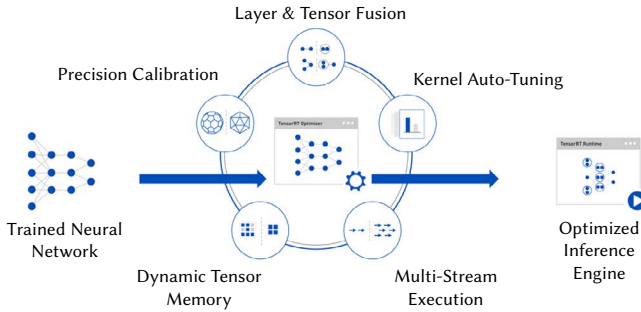 Layer & Tensor Fusion
Precision Calibration
Kernel Auto-Tuning
TensorRT Optimizer
TensorRT Runtime
Trained Neural
Network
Optimized
Inference
Engine
Dynamic Tensor
Memory
Multi-Stream
Execution